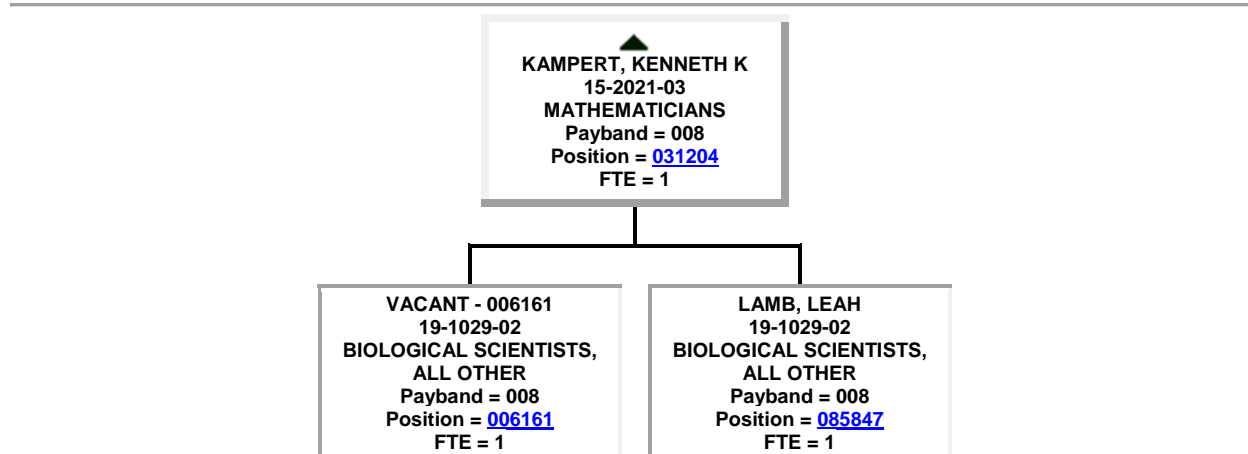 KAMPERT, KENNETH K
15-2021-03
MATHEMATICIANS
Payband = 008
Position = 031204
FTE = 1
VACANT - 006161
19-1029-02
BIOLOGICAL SCIENTISTS,
ALL OTHER
Payband = 008
Position = 006161
FTE = 1
LAMB, LEAH
19-1029-02
BIOLOGICAL SCIENTISTS,
ALL OTHER
Payband = 008
Position = 085847
FTE = 1